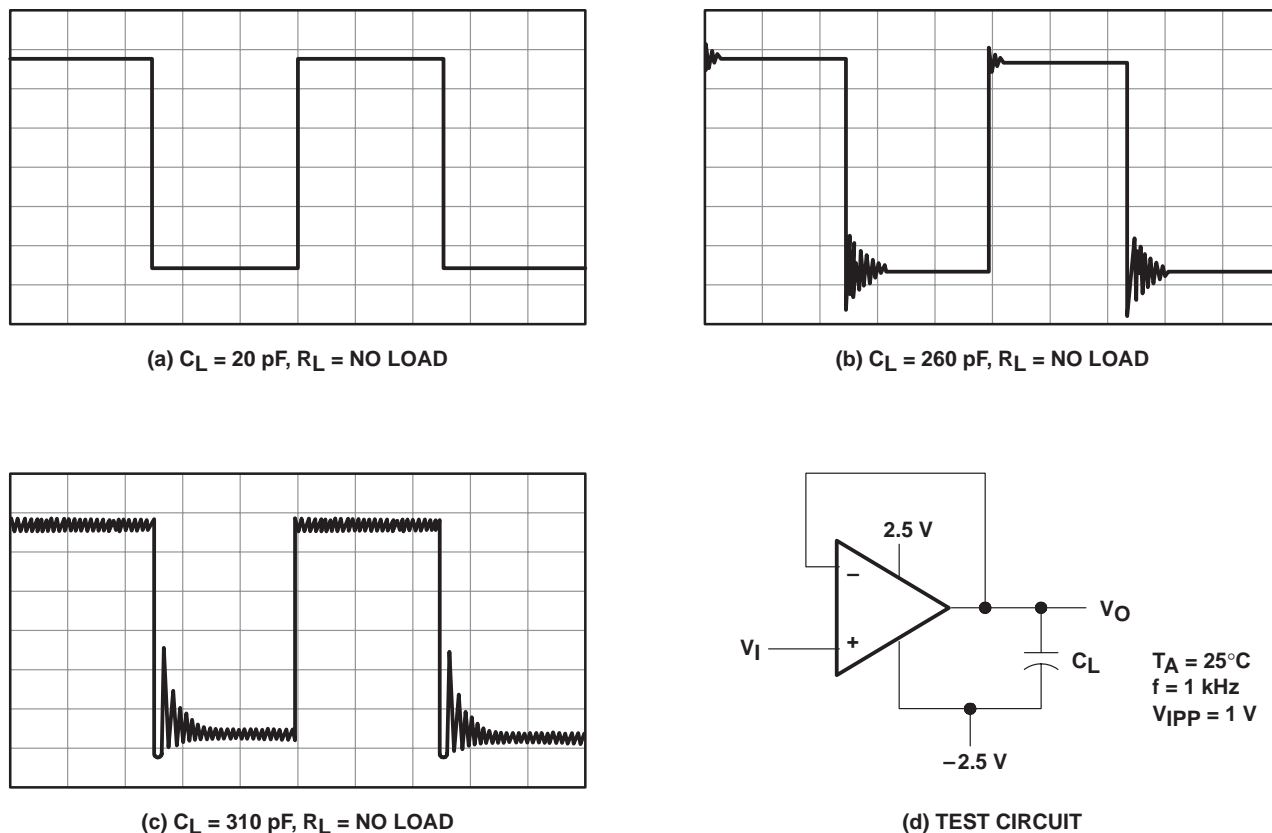 (a) CL = 20 pF, RL = NO LOAD
(b) CL = 260 pF, RL = NO LOAD
(c) CL = 310 pF, RL = NO LOAD
2.5 V
−
VO
VI
+
CL
TA = 25°C
f = 1 kHz
VIPP = 1 V
−2.5 V
(d) TEST CIRCUIT